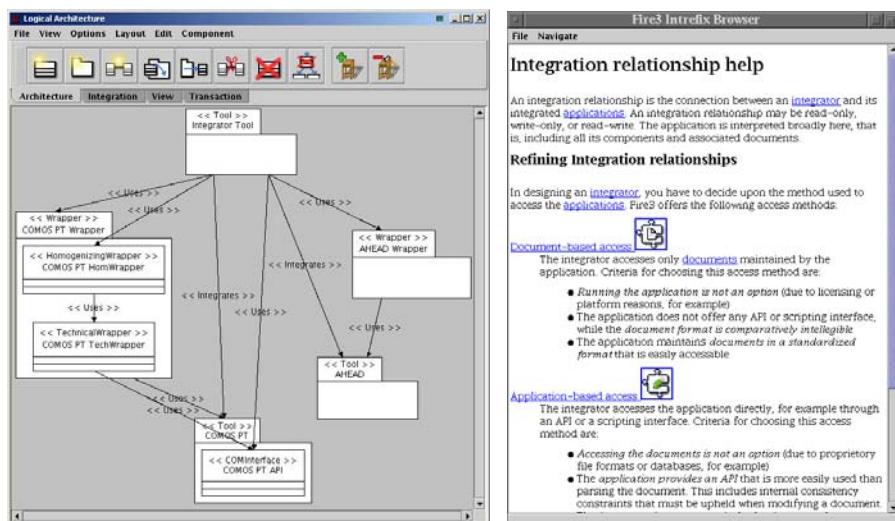 Logical Architecture
File View Options Layout Edit Component
Architecture Integration View Transaction
<< Tool >>
Integrator Tool
<< Uses >>
<< Uses >>
<< Uses >>
<< Wrapper >>
COMOS PT Wrapper
<< HomogenizingWrapper >>
COMOS PT HomWrapper
<< Uses >>
<< TechnicalWrapper >>
COMOS PT TechWrapper
<< Wrapper >>
AHEAD Wrapper
<< Integrates >>
<< Integrates >>
<< Uses >>
<< Uses >>
<< Tool >>
AHEAD
<< Uses >>
<< Uses >>
<< Tool >>
COMOS PT
<< COMInterface >>
COMOS PT API
Fire3 Intrefix Browser
File Navigate
Integration relationship help
An integration relationship is the connection between an integrator and its
integrated applications. An integration relationship may be read-only,
write-only, or read-write. The application is interpreted broadly here, that
is, including all its components and associated documents.
Refining Integration relationships
In designing an integrator, you have to decide upon the method used to
access the applications. Fire3 offers the following access methods:
Document-based access
The integrator accesses only documents maintained by the
application. Criteria for choosing this access method are:
● Running the application is not an option (due to licensing or
platform reasons, for example)
● The application does not offer any API or scripting interface,
while the document format is comparatively intellegible
● The application maintains documents in a standardized
format that is easily accessible
Application-based access
The integrator accesses the application directly, for example through
an API or a scripting interface. Criteria for choosing this access
method are:
● Accessing the documents is not an option (due to proprietary
file formats or databases, for example)
● The application provides an API that is more easily used than
parsing the document. This includes internal consistency
constraints that must be upheld when modifying a document.